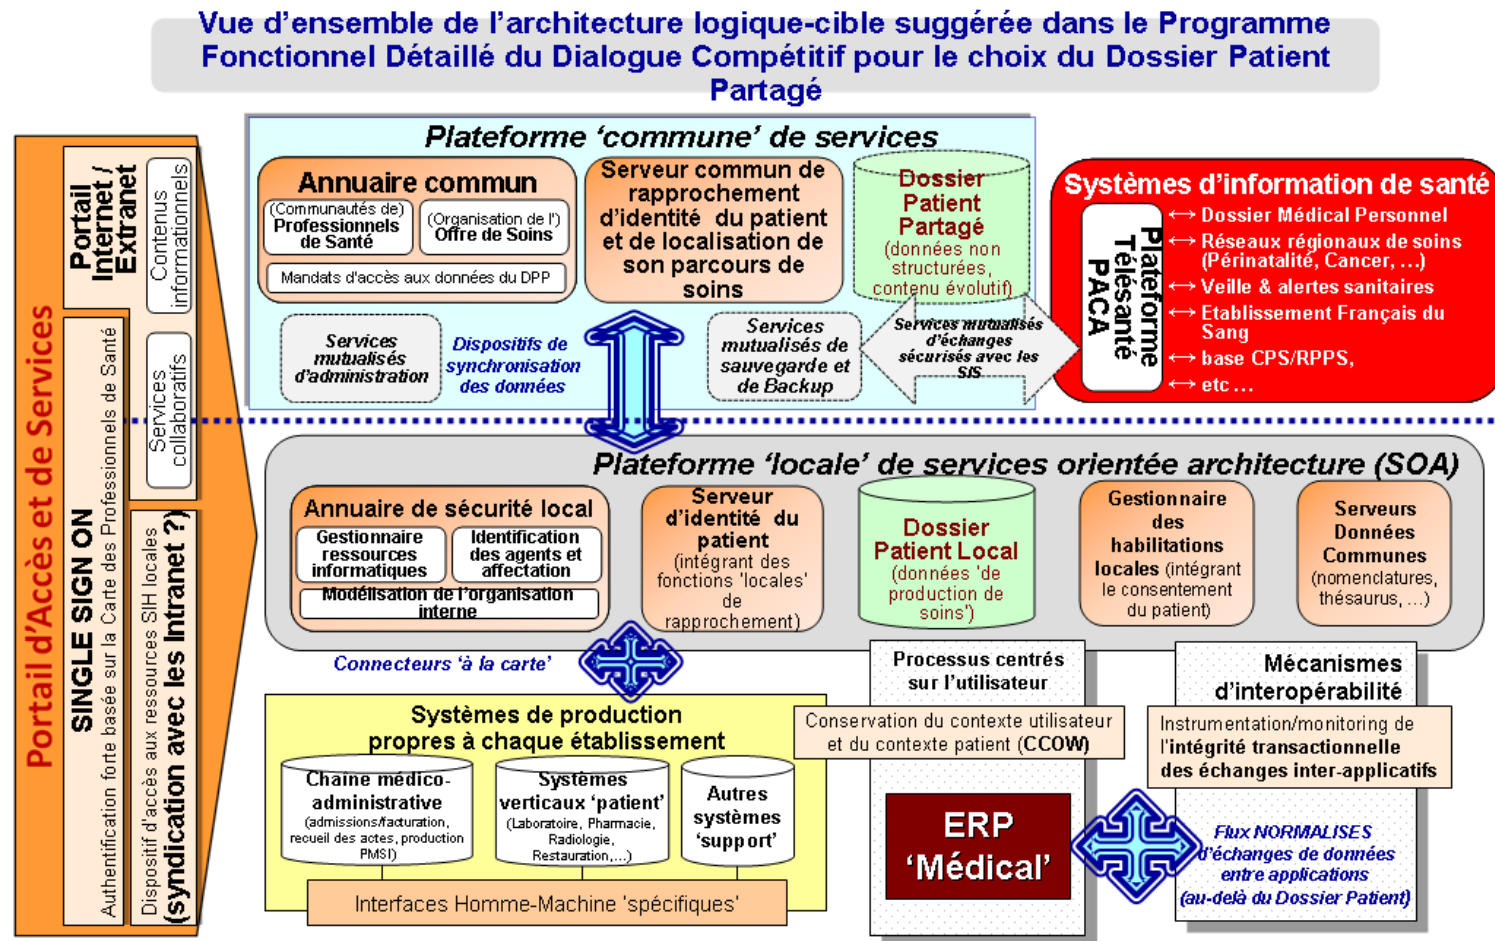 Vue d’ensemble de l’architecture logique-cible suggérée dans le Programme
Fonctionnel Détaillé du Dialogue Compétitif pour le choix du Dossier Patient
Partagé
Portail d’Accès et de Services
Portail
Internet /
Extranet
Contenus
informationnels
Services
collaboratifs
SINGLE SIGN ON
Authentification forte basée sur la Carte des Professionnels de Santé
Dispositif d’accès aux ressources SIH locales
(syndication avec les Intranet ?)
Plateforme ‘commune’ de services
Annuaire commun
(Communautés de)
Professionnels
de Santé
(Organisation de l’)
Offre de Soins
Mandats d’accès aux données du DPP
Serveur commun de
rapprochement
d’identité du patient
et de localisation de
son parcours de
soins
Dossier
Patient
Partagé
(données non
structurées,
contenu évolutif)
Services
mutualisés
d’administration
Dispositifs de
synchronisation
des données
Services
mutualisés de
sauvegarde et
de Backup
Services mutualisés
d’échanges
sécurisés avec les
SIS
Systèmes d’information de santé
Plateforme
Télésanté
PACA
↔ Dossier Médical Personnel
↔ Réseaux régionaux de soins
(Périnatalité, Cancer, …)
↔ Veille & alertes sanitaires
↔ Etablissement Français du
Sang
↔ base CPS/RPPS,
↔ etc …
Plateforme ‘locale’ de services orientée architecture (SOA)
Annuaire de sécurité local
Gestionnaire
ressources
informatiques
Identification
des agents et
affectation
Modélisation de l’organisation
interne
Serveur
d’identité du
patient
(intégrant des
fonctions ‘locales’
de
rapprochement)
Dossier
Patient Local
(données ‘de
production de
soins’)
Gestionnaire
des
habilitations
locales (intégrant
le consentement
du patient)
Serveurs
Données
Communes
(nomenclatures,
thésaurus, …)
Connecteurs ‘à la carte’
Systèmes de production
propres à chaque établissement
Chaîne médico-
administrative
(admissions/facturation,
recueil des actes, production
PMSI)
Systèmes
verticaux ‘patient’
(Laboratoire, Pharmacie,
Radiologie,
Restauration,…)
Autres
systèmes
‘support’
Interfaces Homme-Machine ‘spécifiques’
Processus centrés
sur l’utilisateur
Conservation du contexte utilisateur
et du contexte patient (CCOW)
ERP
‘Médical’
Mécanismes
d’interopérabilité
Instrumentation/monitoring de
l’intégrité transactionnelle
des échanges inter-applicatifs
Flux NORMALISES
d’échanges de données
entre applications
(au-delà du Dossier Patient)